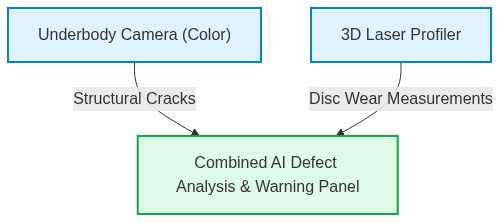 Underbody Camera (Color)
3D Laser Profiler
Structural Cracks
Disc Wear Measurements
Combined AI Defect
Analysis & Warning Panel